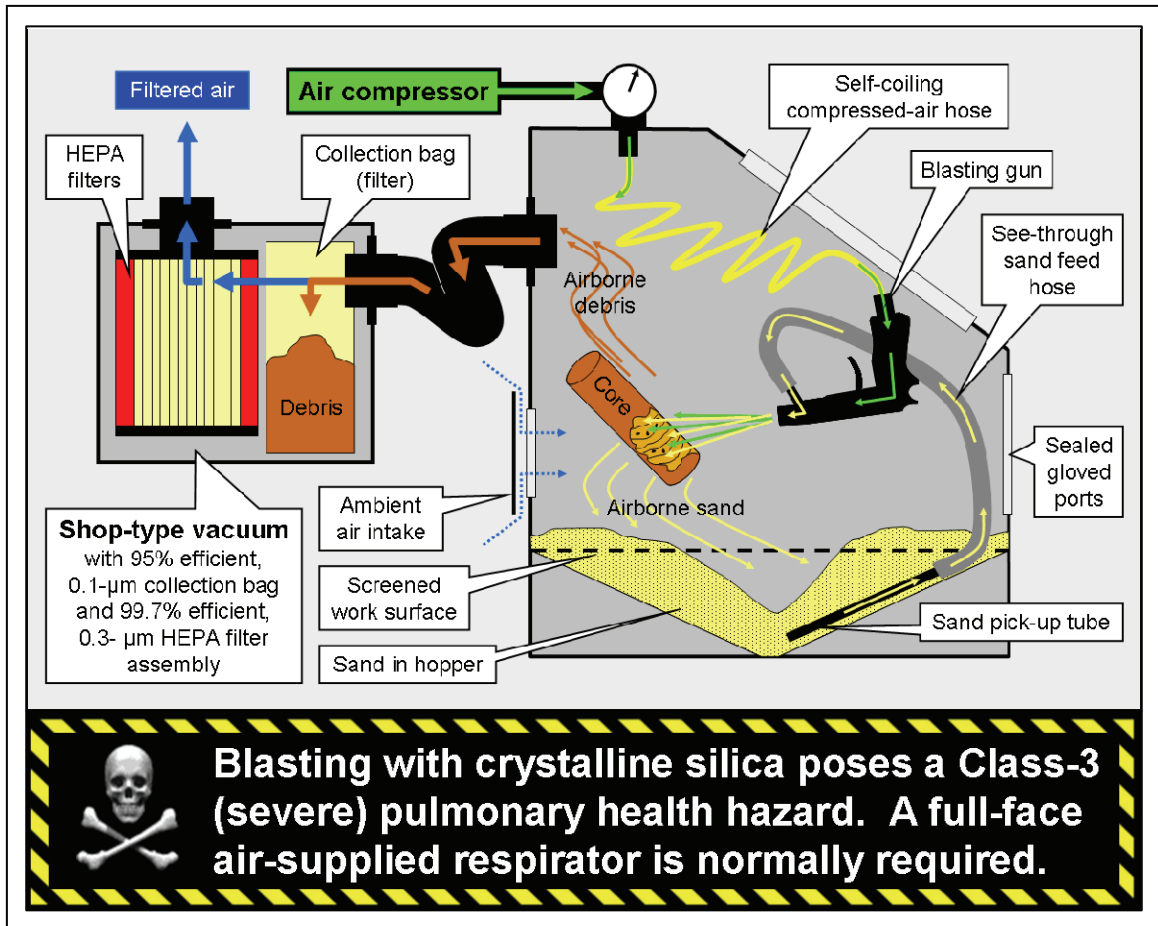 Filtered air
Air compressor
Self-coiling
compressed-air hose
HEPA
filters
Collection bag
(filter)
Blasting gun
See-through
sand feed
hose
Airborne
debris
Core
Debris
Sealed
gloved
ports
Ambient
air intake
Airborne sand
Shop-type vacuum
with 95% efficient,
0.1-µm collection bag
and 99.7% efficient,
0.3- µm HEPA filter
assembly
Screened
work surface
Sand pick-up tube
Sand in hopper
Blasting with crystalline silica poses a Class-3
(severe) pulmonary health hazard.  A full-face
air-supplied respirator is normally required.